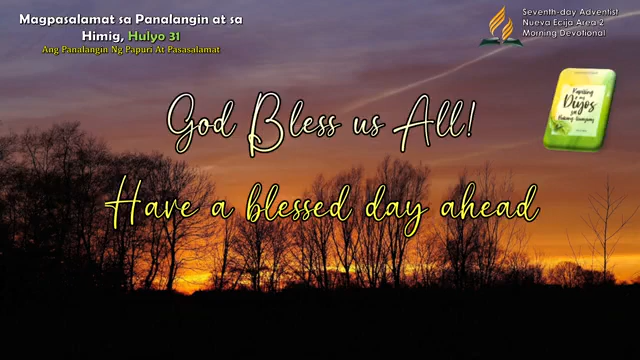 Magpasalamat sa Panalangin at sa
Himig, Hulyo 31
Ang Panalangin Ng Papuri At Pasasalamat
Seventh-day Adventist
Nueva Ecija Area 2
Morning Devotional
Diyos
God Bless us All!
Have a blessed day ahead